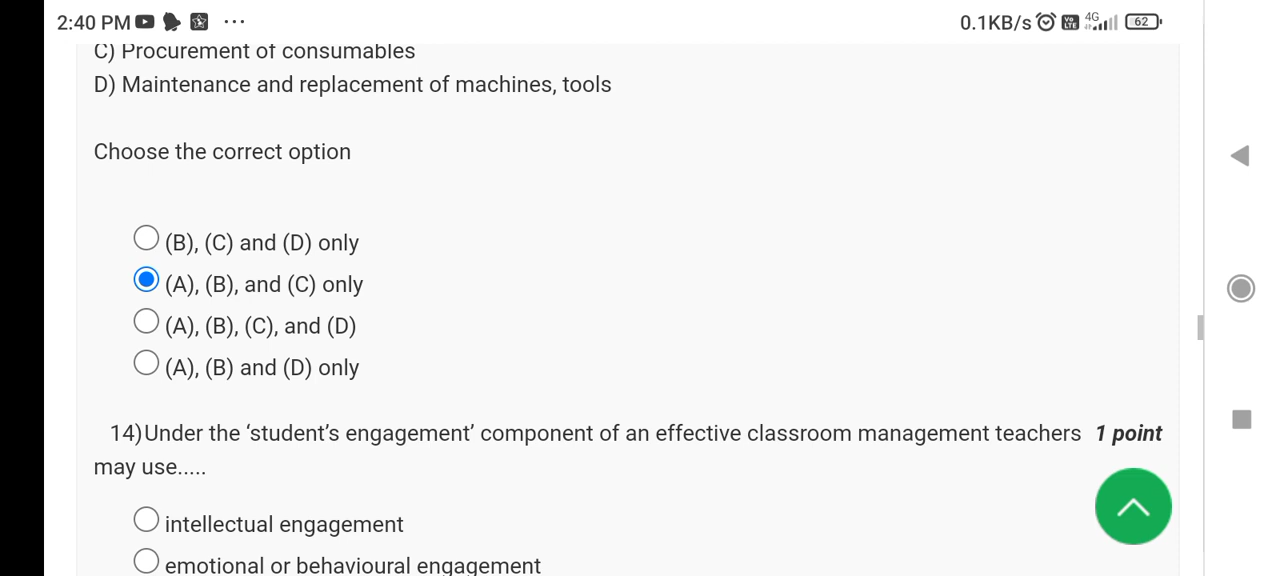 2:40 PM ... 0.1KB/s Vo LTE 4G 62
C) Procurement of consumables
D) Maintenance and replacement of machines, tools
Choose the correct option
(B), (C) and (D) only
(A), (B), and (C) only
(A), (B), (C), and (D)
(A), (B) and (D) only
14)Under the ‘student’s engagement’ component of an effective classroom management teachers 1 point
may use.....
intellectual engagement
emotional or behavioural engagement